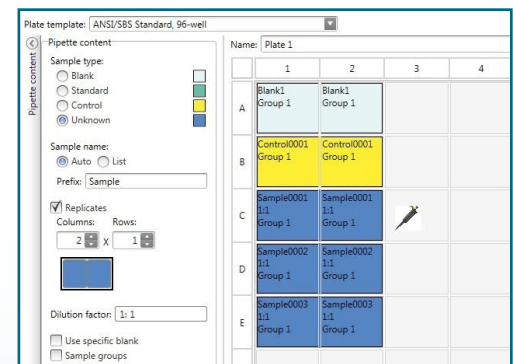 Plate template: ANSI/SBS Standard, 96-well
Pipette content
Pipette content
Sample type:
Blank
Standard
Control
Unknown
Sample name:
Auto List
Prefix: Sample
Replicates
Columns: Rows:
2 X 1
Dilution factor: 1: 1
Use specific blank
Sample groups
Name: Plate 1
1 2 3 4
A
Blank1 Blank1
Group 1 Group 1
B
Control0001 Control0001
Group 1 Group 1
C
Sample0001 Sample0001
1:1 1:1
Group 1 Group 1
D
Sample0002 Sample0002
1:1 1:1
Group 1 Group 1
E
Sample0003 Sample0003
1:1 1:1
Group 1 Group 1